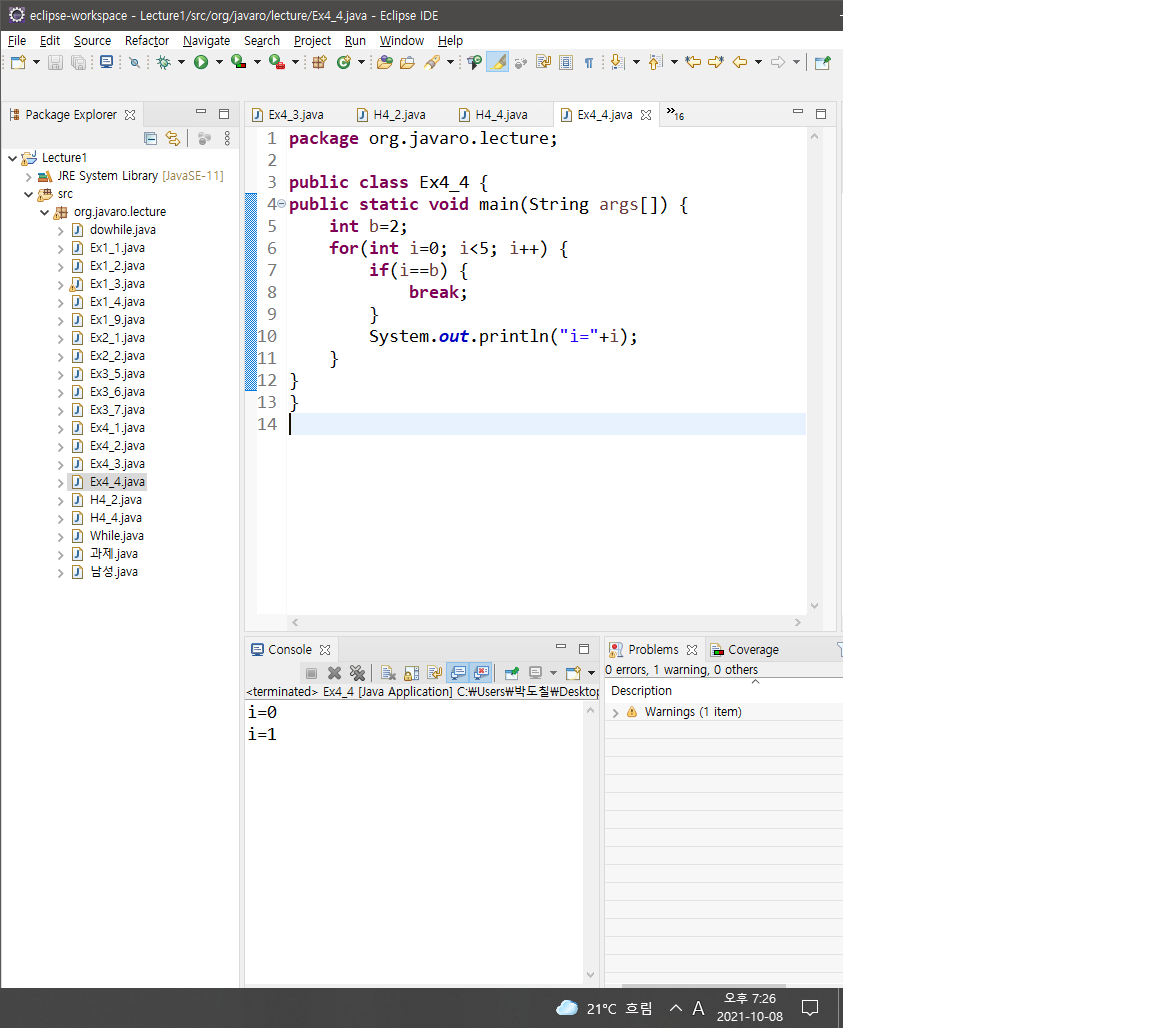 eclipse-workspace - Lecture1/src/org/javaro/lecture/Ex4_4.java - Eclipse IDE
File Edit Source Refactor Navigate Search Project Run Window Help
Package Explorer
Ex4_3.java H4_2.java H4_4.java Ex4_4.java »16
Lecture1
JRE System Library [JavaSE-11]
src
org.javaro.lecture
dowhile.java
Ex1_1.java
Ex1_2.java
Ex1_3.java
Ex1_4.java
Ex1_9.java
Ex2_1.java
Ex2_2.java
Ex3_5.java
Ex3_6.java
Ex3_7.java
Ex4_1.java
Ex4_2.java
Ex4_3.java
Ex4_4.java
H4_2.java
H4_4.java
While.java
과제.java
남성.java
1 package org.javaro.lecture;
2
3 public class Ex4_4 {
4 public static void main(String args[]) {
5     int b=2;
6     for(int i=0; i<5; i++) {
7         if(i==b) {
8             break;
9         }
10         System.out.println("i="+i);
11     }
12 }
13 }
14
Console
<terminated> Ex4_4 [Java Application] C:₩Users₩박도칠₩Desktop
i=0
i=1
Problems Coverage
0 errors, 1 warning, 0 others
Description
Warnings (1 item)
21°C 흐림 A 오후 7:26
2021-10-08